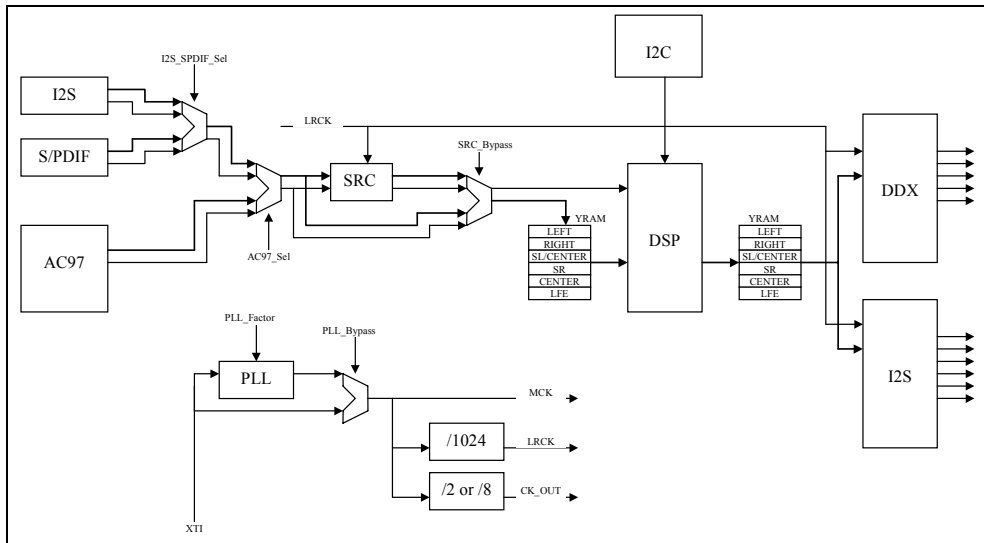 I2S_SPDIF_Sel
I2C
I2S
LRCK
SRC_Bypass
S/PDIF
SRC
DDX
YRAM
YRAM
LEFT
RIGHT
SL/CENTER
SR
CENTER
LFE
DSP
LEFT
RIGHT
SL/CENTER
SR
CENTER
LFE
AC97
AC97_Sel
PLL_Factor
PLL_Bypass
PLL
I2S
MCK
/1024
LRCK
/2 or /8
CK_OUT
XTI